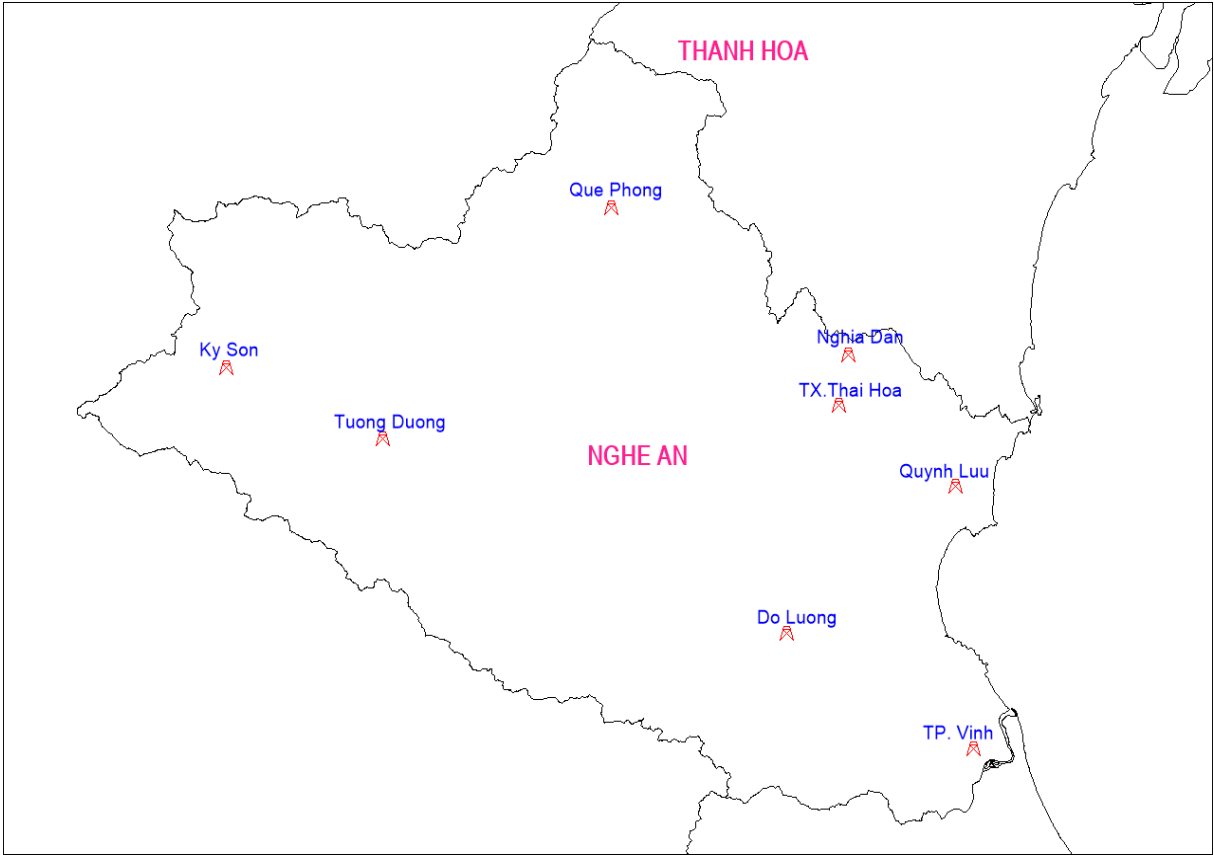 THANH HOA
Que Phong
Nghia Dan
Ky Son
TX.Thai Hoa
Tuong Duong
NGHE AN
Quynh Luu
Do Luong
TP. Vinh